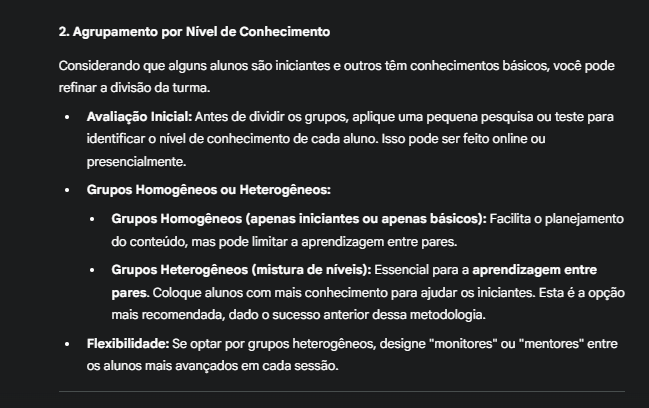 2. Agrupamento por Nível de Conhecimento
Considerando que alguns alunos são iniciantes e outros têm conhecimentos básicos, você pode
refinar a divisão da turma.
• Avaliação Inicial: Antes de dividir os grupos, aplique uma pequena pesquisa ou teste para
identificar o nível de conhecimento de cada aluno. Isso pode ser feito online ou
presencialmente.
• Grupos Homogêneos ou Heterogêneos:
• Grupos Homogêneos (apenas iniciantes ou apenas básicos): Facilita o planejamento
do conteúdo, mas pode limitar a aprendizagem entre pares.
• Grupos Heterogêneos (mistura de níveis): Essencial para a aprendizagem entre
pares. Coloque alunos com mais conhecimento para ajudar os iniciantes. Esta é a opção
mais recomendada, dado o sucesso anterior dessa metodologia.
• Flexibilidade: Se optar por grupos heterogêneos, designe "monitores" ou "mentores" entre
os alunos mais avançados em cada sessão.